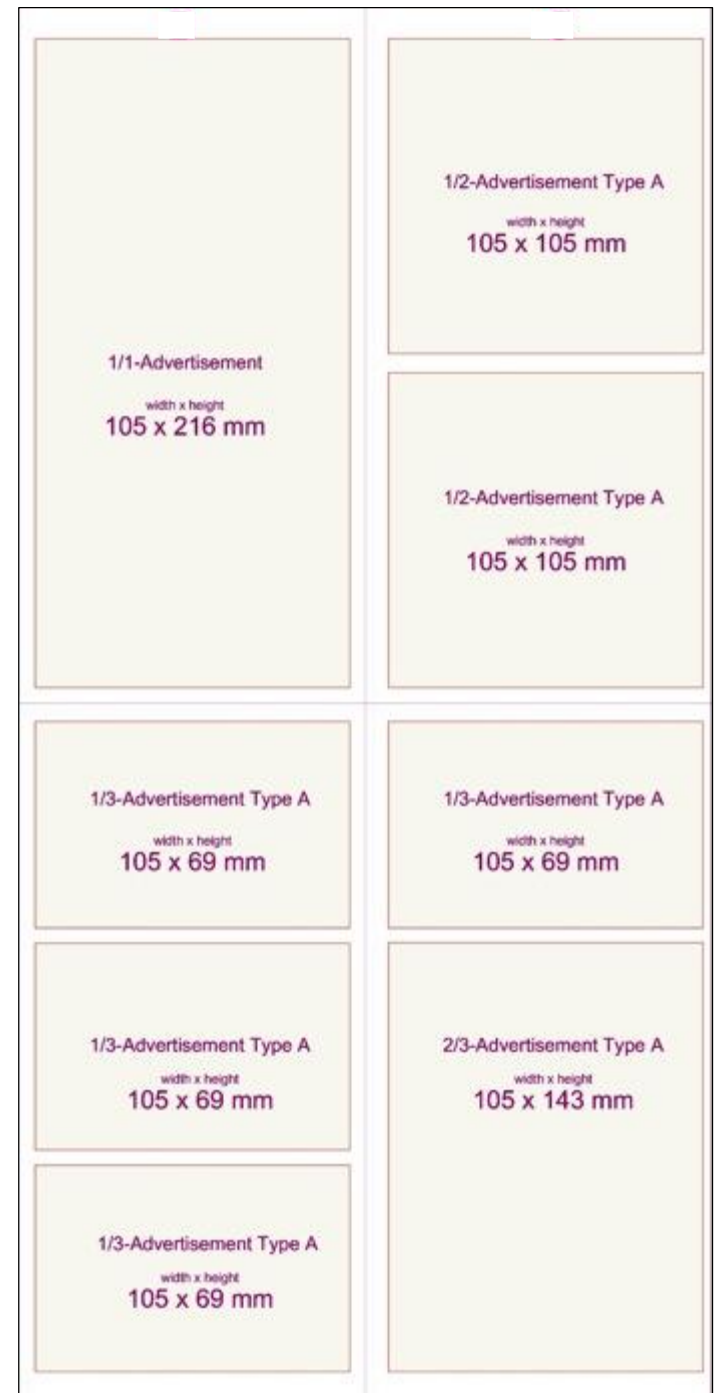 1/1-Advertisement
width x height
105 x 216 mm
1/2-Advertisement Type A
width x height
105 x 105 mm
1/2-Advertisement Type A
width x height
105 x 105 mm
1/3-Advertisement Type A
width x height
105 x 69 mm
1/3-Advertisement Type A
width x height
105 x 69 mm
1/3-Advertisement Type A
width x height
105 x 69 mm
1/3-Advertisement Type A
width x height
105 x 69 mm
2/3-Advertisement Type A
width x height
105 x 143 mm